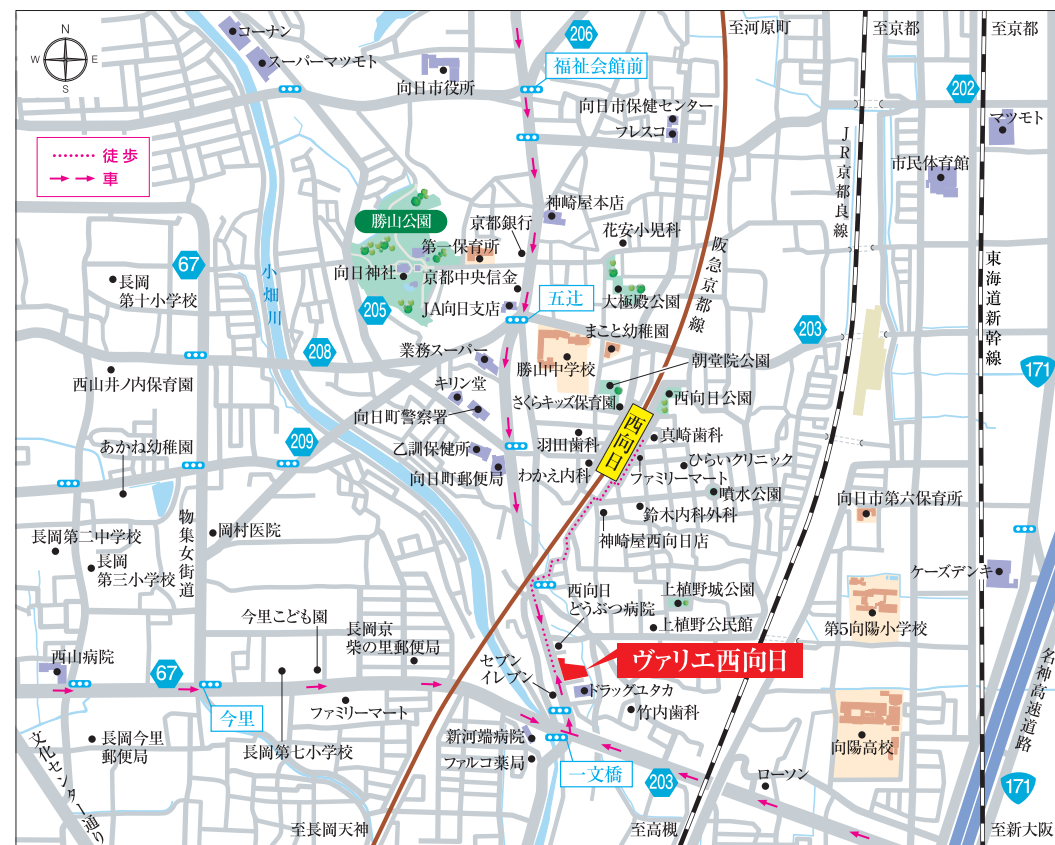 至河原町
至京都
至京都
N
W
E
S
コーナン
スーパーマツモト
206
福祉会館前
向日市役所
202
向日市保健センター
フレスコ
マツモト
JR京都良線
市民体育館
徒歩
車
神崎屋本店
勝山公園
京都銀行
花安小児科
阪急京都線
第一保育所
67
向日神社
京都中央信金
東海道新幹線
長岡
第十小学校
小畑川
205
JA向日支店
五辻
大極殿公園
まこと幼稚園
203
208
業務スーパー
勝山中学校
朝堂院公園
171
西山井ノ内保育園
キリン堂
さくらキッズ保育園
西向日公園
向日町警察署
西向日
あかね幼稚園
209
乙訓保健所
羽田歯科
真崎歯科
向日町郵便局
わかえ内科
ひらいクリニック
ファミリーマート
噴水公園
向日市第六保育所
物集女街道
岡村医院
鈴木内科外科
神崎屋西向日店
長岡第二中学校
長岡
第三小学校
ケーズデンキ
西向日
どうぶつ病院
上植野城公園
上植野公民館
第5向陽小学校
今里こども園
長岡京
柴の里郵便局
西山病院
67
セブン
イレブン
ヴァリエ西向日
名神高速道路
ドラッグユタカ
今里
ファミリーマート
竹内歯科
長岡今里
郵便局
長岡第七小学校
新河端病院
ファルコ薬局
一文橋
203
ローソン
向陽高校
171
文化センター通り
至長岡天神
至高槻
至新大阪